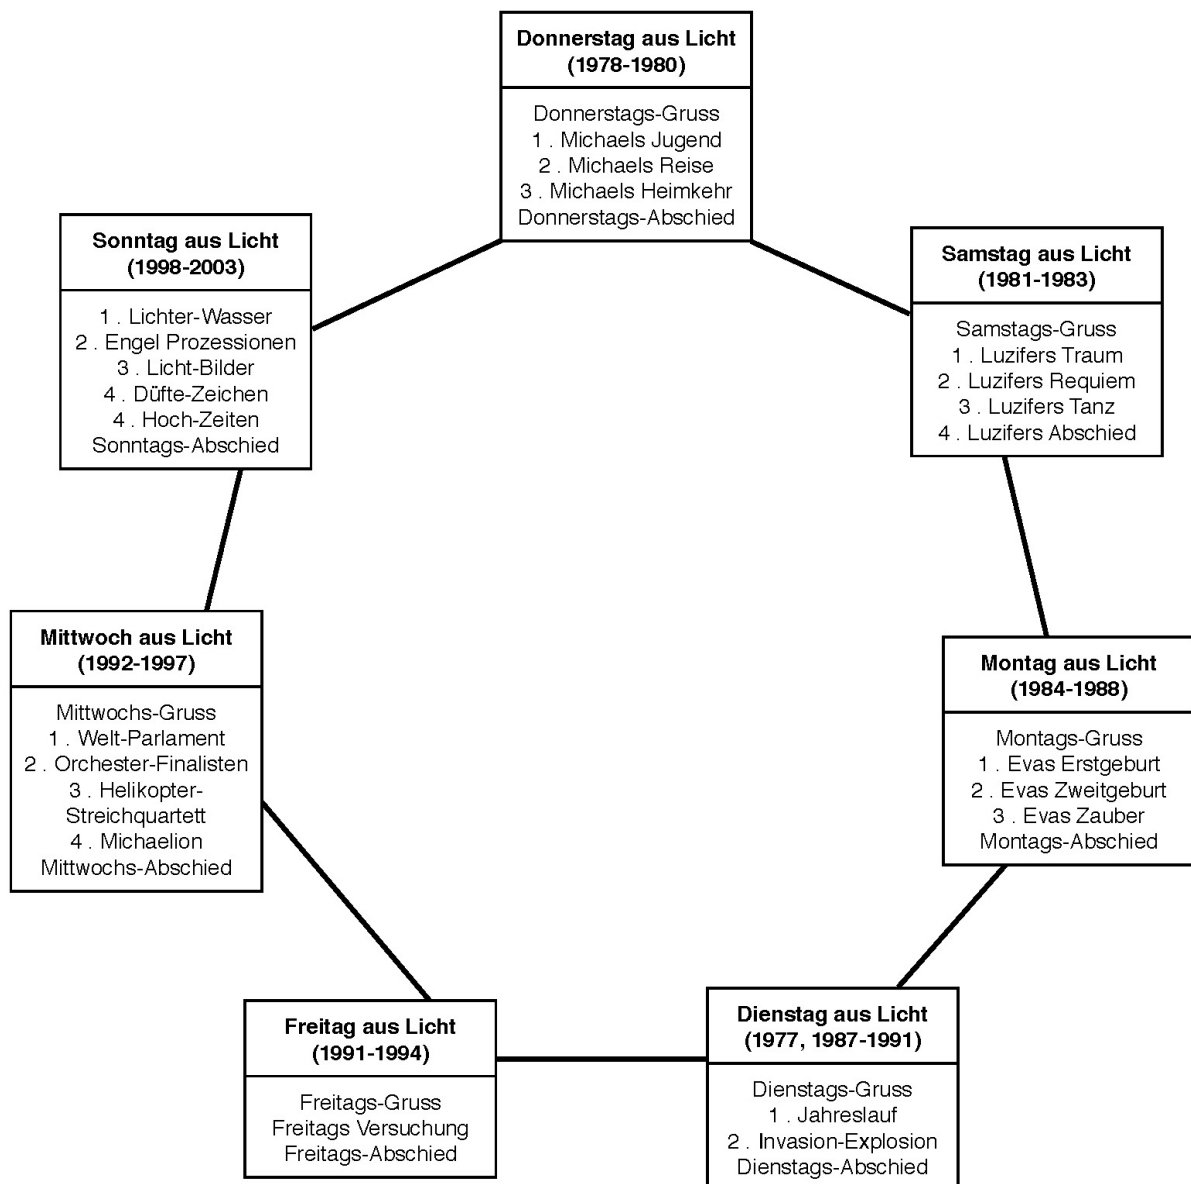 Donnerstag aus Licht
(1978-1980)
Donnerstags-Gruss
1 . Michaels Jugend
2 . Michaels Reise
3 . Michaels Heimkehr
Donnerstags-Abschied
Samstag aus Licht
(1981-1983)
Samstags-Gruss
1 . Luzifers Traum
2 . Luzifers Requiem
3 . Luzifers Tanz
4 . Luzifers Abschied
Montag aus Licht
(1984-1988)
Montags-Gruss
1 . Evas Erstgeburt
2 . Evas Zweitgeburt
3 . Evas Zauber
Montags-Abschied
Dienstag aus Licht
(1977, 1987-1991)
Dienstags-Gruss
1 . Jahreslauf
2 . Invasion-Explosion
Dienstags-Abschied
Freitag aus Licht
(1991-1994)
Freitags-Gruss
Freitags Versuchung
Freitags-Abschied
Mittwoch aus Licht
(1992-1997)
Mittwochs-Gruss
1 . Welt-Parlament
2 . Orchester-Finalisten
3 . Helikopter-
Streichquartett
4 . Michaelion
Mittwochs-Abschied
Sonntag aus Licht
(1998-2003)
1 . Lichter-Wasser
2 . Engel Prozessionen
3 . Licht-Bilder
4 . Düfte-Zeichen
4 . Hoch-Zeiten
Sonntags-Abschied